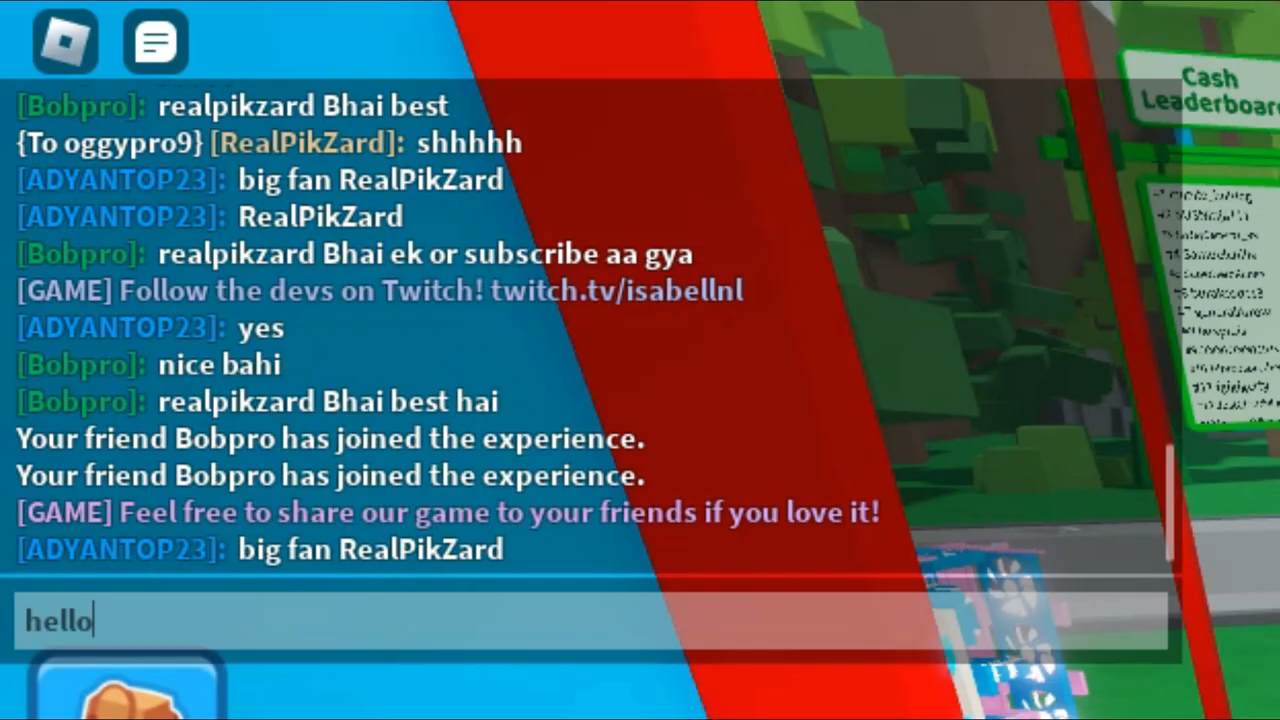 Cash
Leaderboar
[Bobpro]: realpikzard Bhai best
{To oggypro9} [RealPikZard]: shhhhh
[ADYANTOP23]: big fan RealPikZard
[ADYANTOP23]: RealPikZard
[Bobpro]: realpikzard Bhai ek or subscribe aa gya
[GAME] Follow the devs on Twitch! twitch.tv/isabellnl
[ADYANTOP23]: yes
[Bobpro]: nice bahi
[Bobpro]: realpikzard Bhai best hai
Your friend Bobpro has joined the experience.
Your friend Bobpro has joined the experience.
[GAME] Feel free to share our game to your friends if you love it!
[ADYANTOP23]: big fan RealPikZard
hello